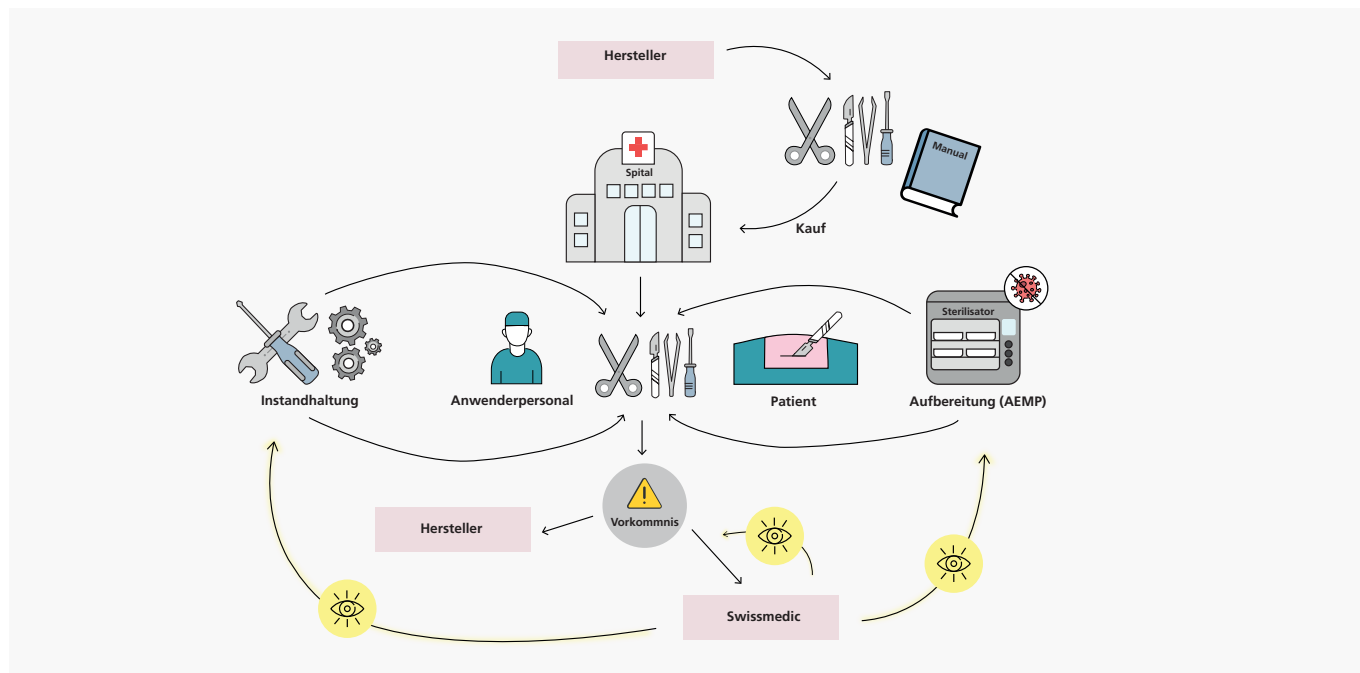 Hersteller
Manual
Spital
Kauf
Sterilisator
Instandhaltung
Anwenderpersonal
Patient
Aufbereitung (AEMP)
Vorkommnis
Hersteller
Swissmedic